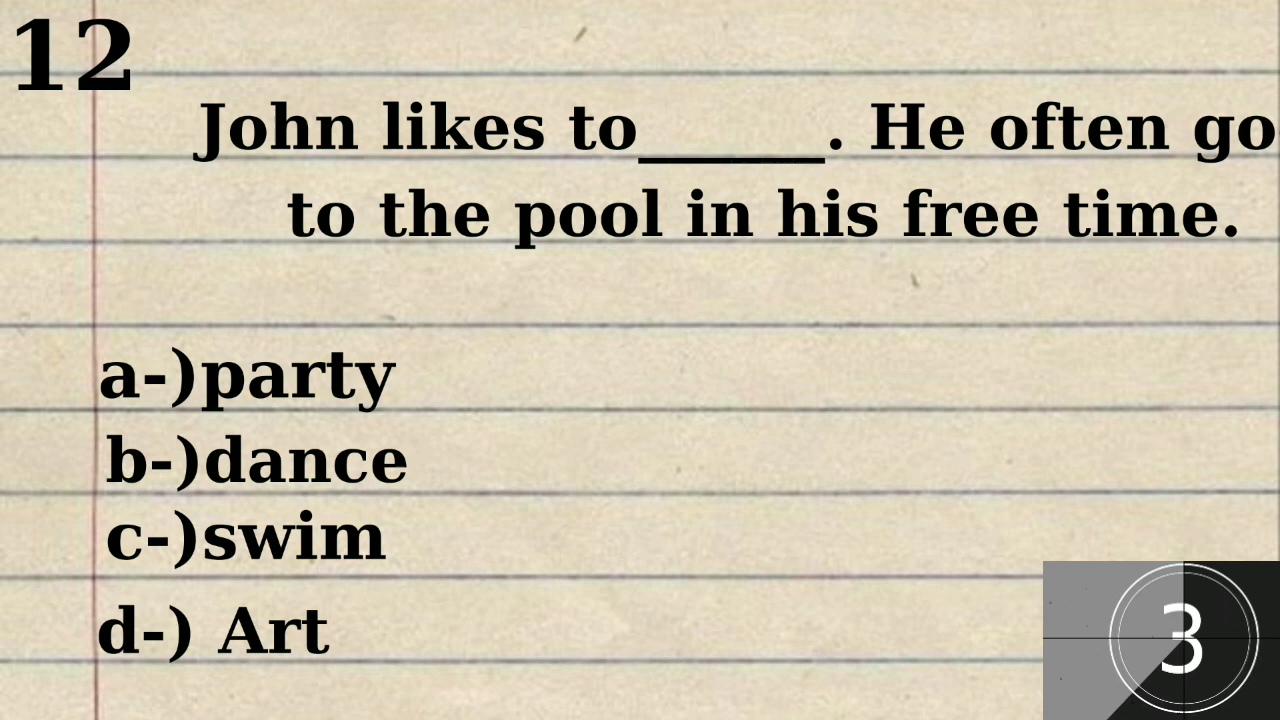 12
John likes to______. He often go
to the pool in his free time.
a-)party
b-)dance
c-)swim
d-) Art
3